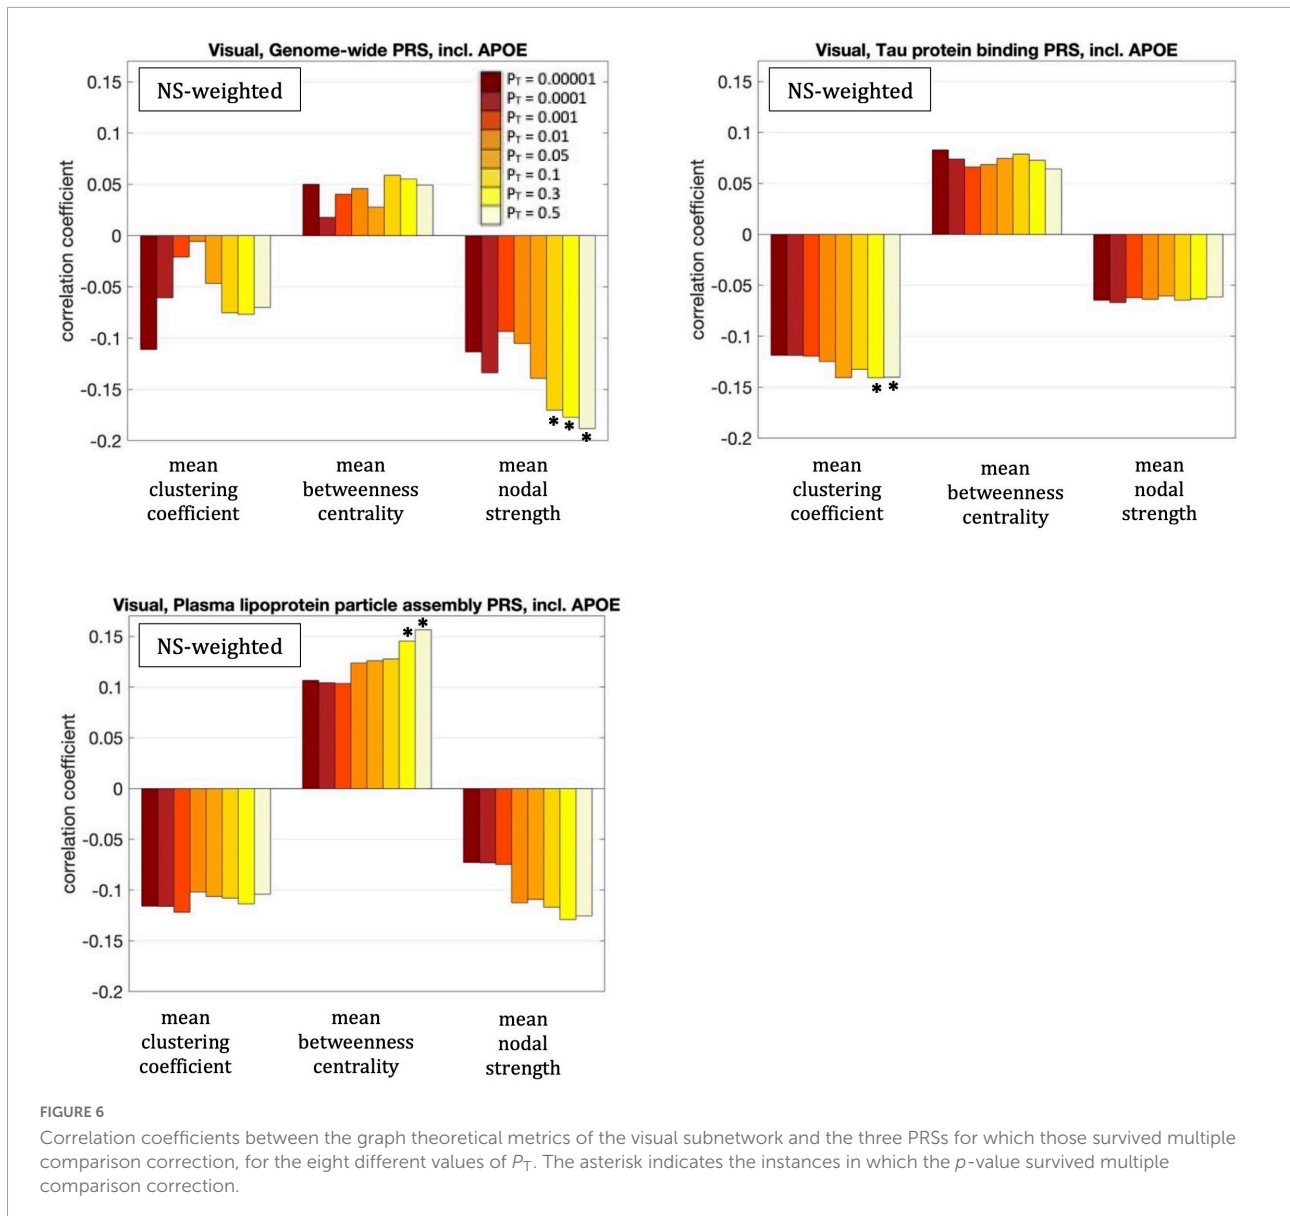 Visual, Genome-wide PRS, incl. APOE
NS-weighted
PT = 0.00001
PT = 0.0001
PT = 0.001
PT = 0.01
PT = 0.05
PT = 0.1
PT = 0.3
PT = 0.5
0.15
0.1
0.05
0
-0.05
-0.1
-0.15
-0.2
correlation coefficient
* * *
mean
clustering
coefficient
mean
betweenness
centrality
mean
nodal
strength
Visual, Tau protein binding PRS, incl. APOE
NS-weighted
0.15
0.1
0.05
0
-0.05
-0.1
-0.15
-0.2
correlation coefficient
* *
mean
clustering
coefficient
mean
betweenness
centrality
mean
nodal
strength
Visual, Plasma lipoprotein particle assembly PRS, incl. APOE
NS-weighted
0.15
0.1
0.05
0
-0.05
-0.1
-0.15
-0.2
correlation coefficient
* *
mean
clustering
coefficient
mean
betweenness
centrality
mean
nodal
strength
FIGURE 6
Correlation coefficients between the graph theoretical metrics of the visual subnetwork and the three PRSs for which those survived multiple
comparison correction, for the eight different values of PT. The asterisk indicates the instances in which the p-value survived multiple
comparison correction.